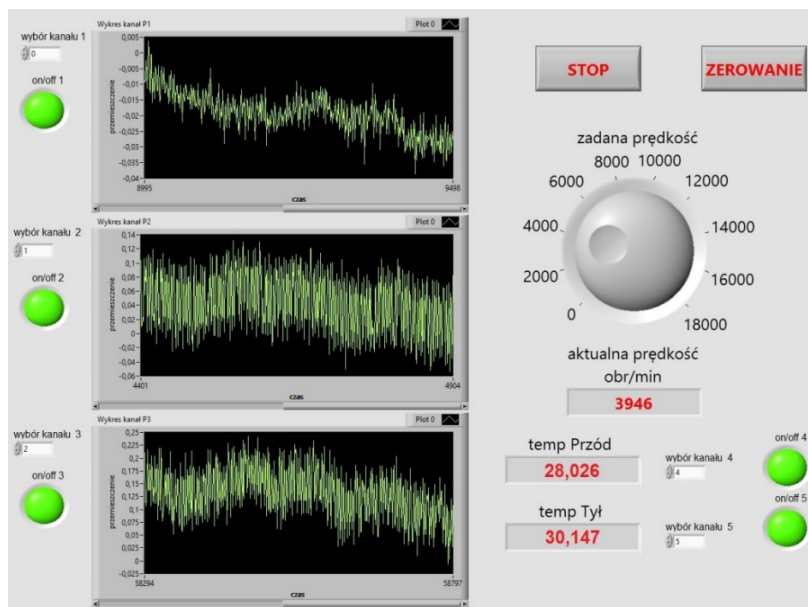 wybór kanału 1
0
on/off 1
Wykres kanał P1
Plot 0
przemieszczenie
0,005
0
-0,005
-0,01
-0,015
-0,02
-0,025
-0,03
-0,035
-0,04
8995
9498
czas
wybór kanału 2
1
on/off 2
Wykres kanał P2
Plot 0
przemieszczenie
0,14
0,12
0,1
0,08
0,06
0,04
0,02
0
-0,02
-0,04
-0,06
4401
4904
czas
wybór kanału 3
2
on/off 3
Wykres kanał P3
Plot 0
przemieszczenie
0,25
0,225
0,2
0,175
0,15
0,125
0,1
0,075
0,05
0,025
0
-0,025
58294
58797
czas
STOP
ZEROWANIE
zadana prędkość
0
2000
4000
6000
8000
10000
12000
14000
16000
18000
aktualna prędkość
obr/min
3946
temp Przód
28,026
wybór kanału 4
4
on/off 4
temp Tył
30,147
wybór kanału 5
5
on/off 5